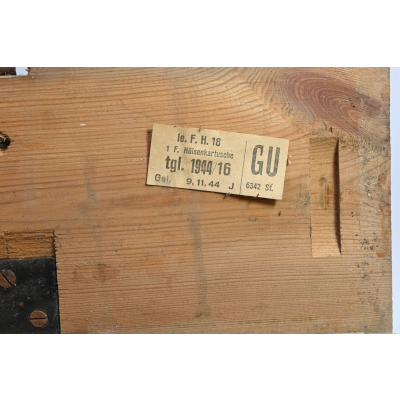 le. F. H. 18
1 F. Hülsenkartusche
tgl. 1944/16
Gel. 9.11.44 J
GU
6342 St.